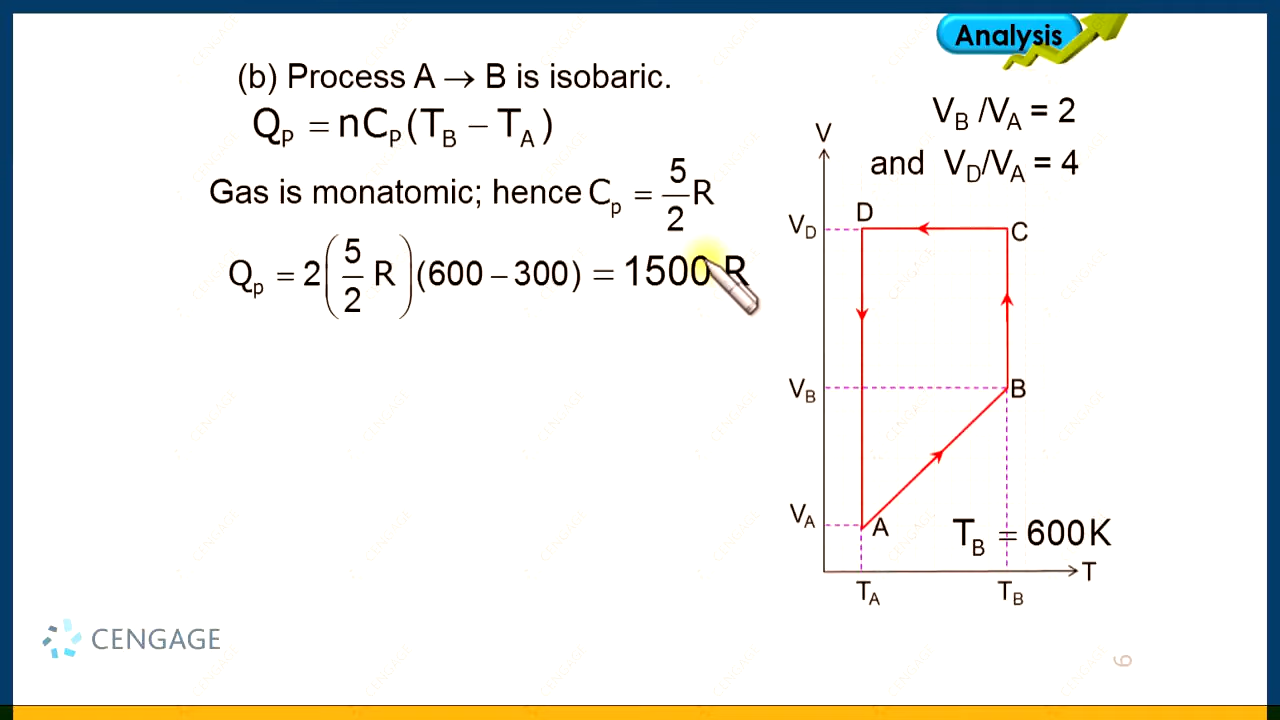 Analysis
(b) Process A → B is isobaric.
Q_P = nC_P(T_B − T_A)
Gas is monatomic; hence C_p = 5/2 R
Q_p = 2(5/2 R)(600 − 300) = 1500 R
V_B /V_A = 2
and V_D/V_A = 4
V
D
V_D
C
V_B
B
V_A
A
T_B = 600K
T
T_A
T_B
CENGAGE
6